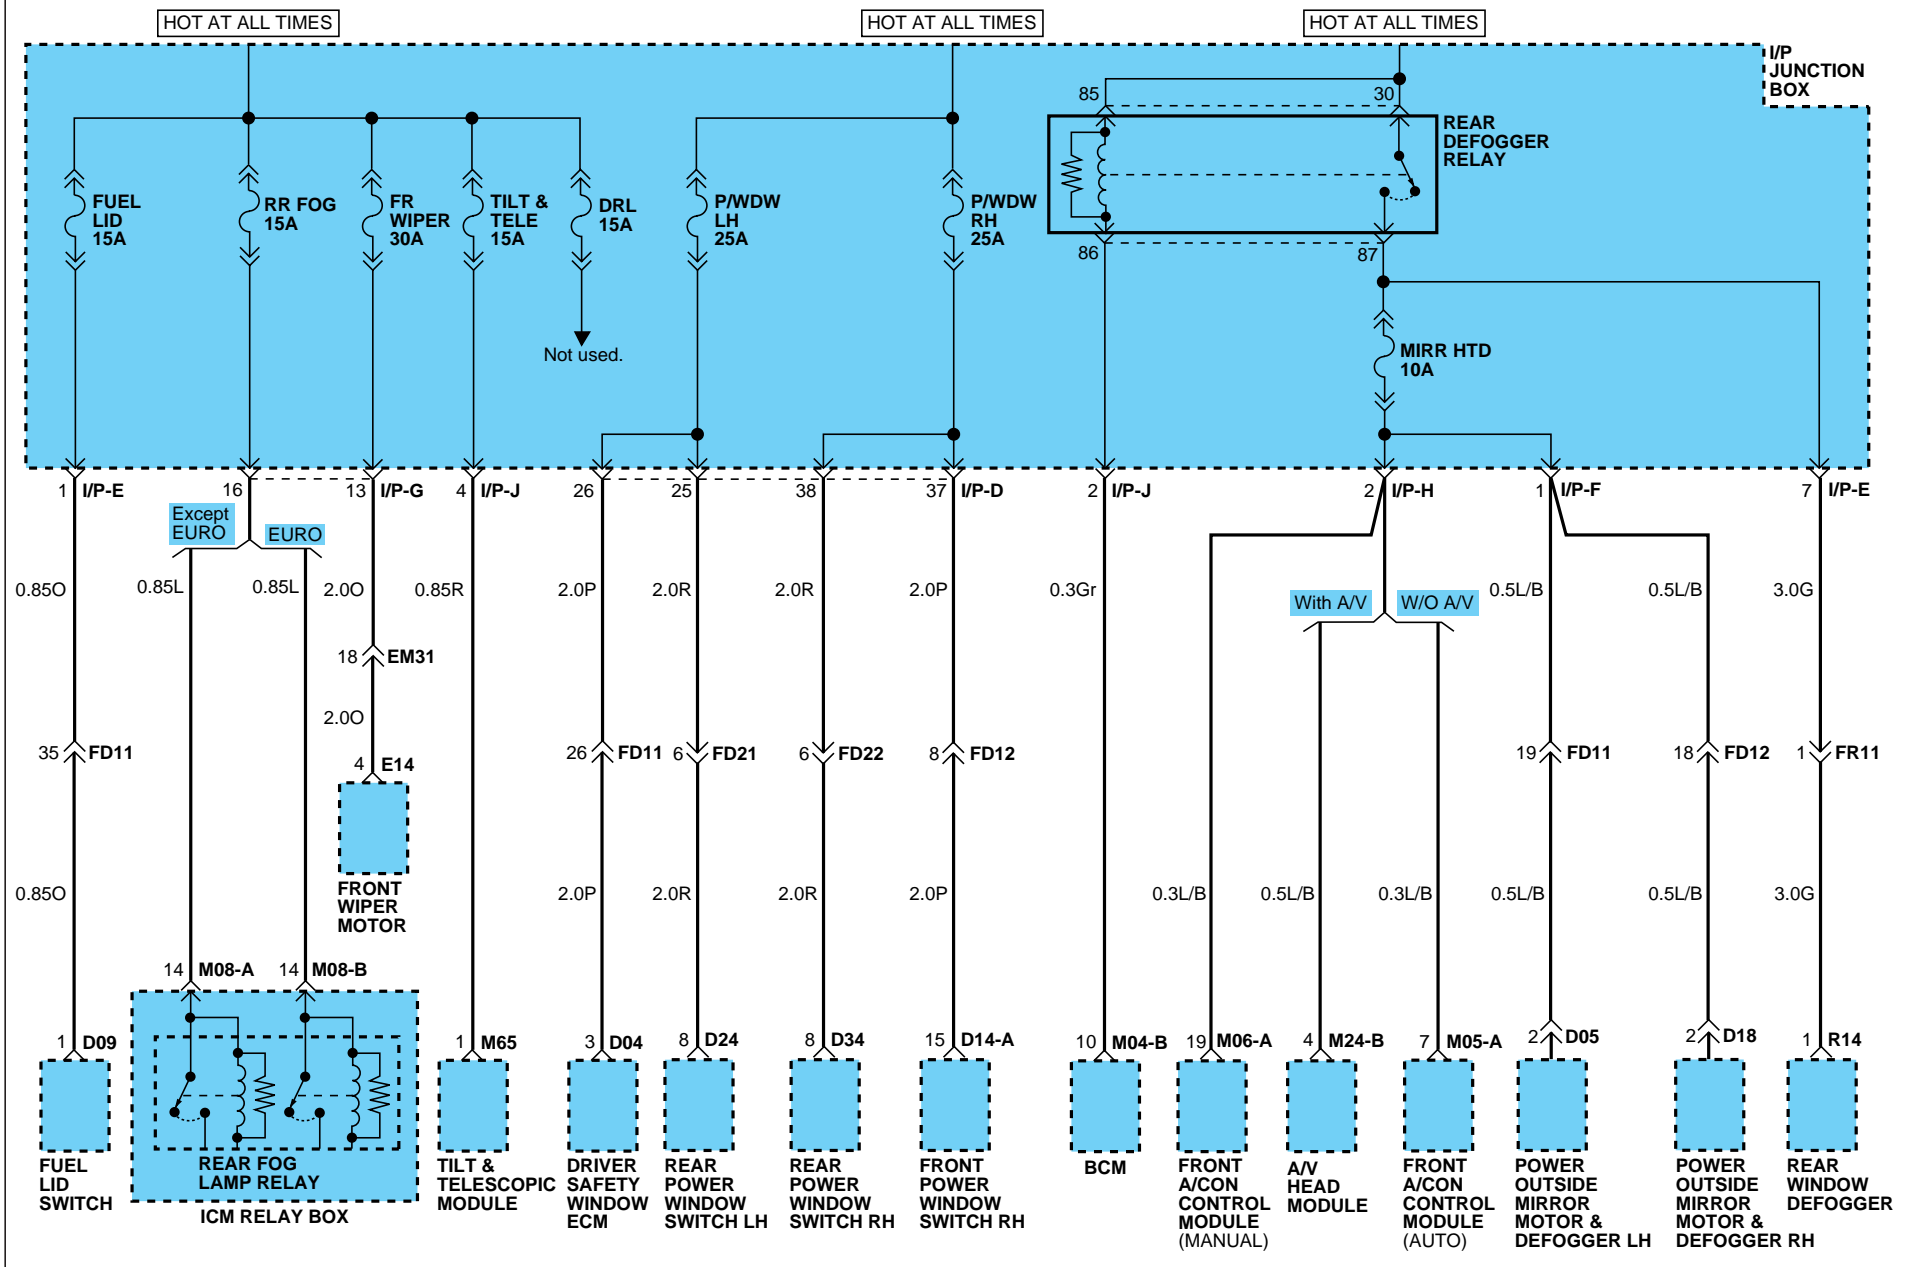 HOT AT ALL TIMES
HOT AT ALL TIMES
HOT AT ALL TIMES
I/P
JUNCTION
BOX
85
30
REAR
DEFOGGER
RELAY
FUEL
LID
15A
RR FOG
15A
FR
WIPER
30A
TILT &
TELE
15A
DRL
15A
P/WDW
LH
25A
P/WDW
RH
25A
86
87
Not used.
MIRR HTD
10A
1 I/P-E
16
13 I/P-G
4 I/P-J
26
25
38
37 I/P-D
2 I/P-J
2 I/P-H
1 I/P-F
7 I/P-E
Except
EURO
EURO
0.85O
0.85L
0.85L
2.0O
0.85R
2.0P
2.0R
2.0R
2.0P
0.3Gr
With A/V
W/O A/V
0.5L/B
0.5L/B
3.0G
18 EM31
2.0O
35 FD11
4 E14
26 FD11
6 FD21
6 FD22
8 FD12
19 FD11
18 FD12
1 FR11
FRONT
WIPER
MOTOR
0.85O
2.0P
2.0R
2.0R
2.0P
0.3L/B
0.5L/B
0.3L/B
0.5L/B
0.5L/B
3.0G
14 M08-A
14 M08-B
1 D09
1 M65
3 D04
8 D24
8 D34
15 D14-A
10 M04-B
19 M06-A
4 M24-B
7 M05-A
2 D05
2 D18
1 R14
FUEL
LID
SWITCH
REAR FOG
LAMP RELAY
ICM RELAY BOX
TILT &
TELESCOPIC
MODULE
DRIVER
SAFETY
WINDOW
ECM
REAR
POWER
WINDOW
SWITCH LH
REAR
POWER
WINDOW
SWITCH RH
FRONT
POWER
WINDOW
SWITCH RH
BCM
FRONT
A/CON
CONTROL
MODULE
(MANUAL)
A/V
HEAD
MODULE
FRONT
A/CON
CONTROL
MODULE
(AUTO)
POWER
OUTSIDE
MIRROR
MOTOR &
DEFOGGER LH
POWER
OUTSIDE
MIRROR
MOTOR &
DEFOGGER RH
REAR
WINDOW
DEFOGGER